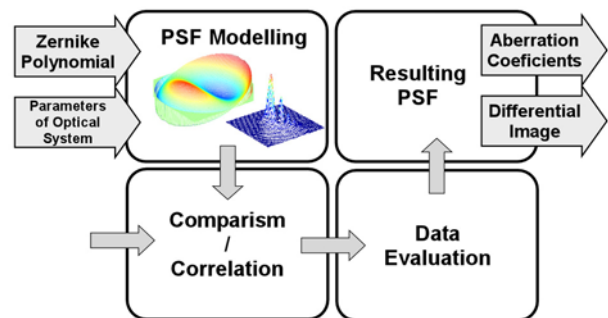 Zernike
Polynomial
Parameters
of Optical
System
PSF Modelling
Resulting
PSF
Aberration
Coeficients
Differential
Image
Comparism
/
Correlation
Data
Evaluation